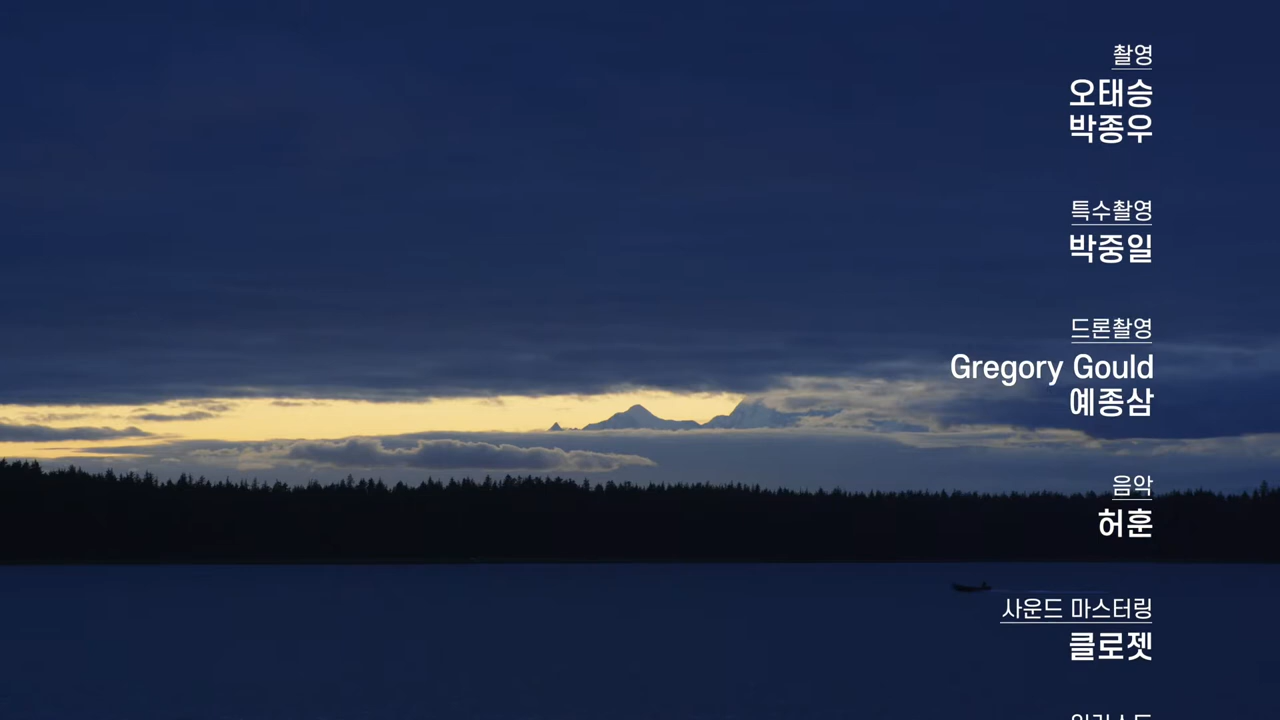 촬영
오태승
박종우
특수촬영
박중일
드론촬영
Gregory Gould
예종삼
음악
허훈
사운드 마스터링
클로젯